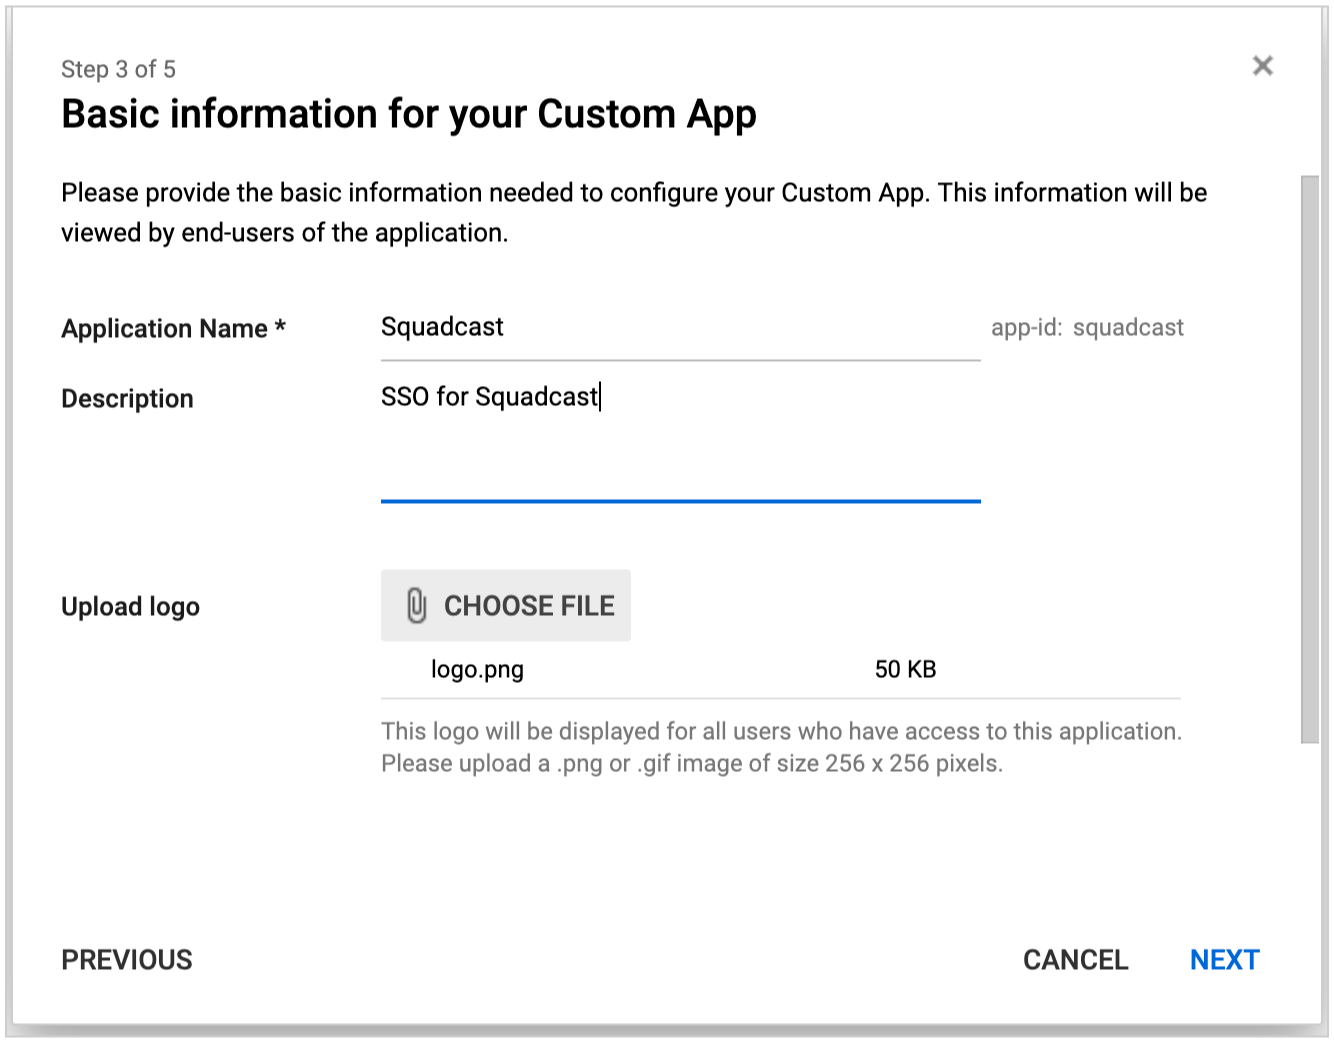 Step 3 of 5
Basic information for your Custom App
Please provide the basic information needed to configure your Custom App. This information will be
viewed by end-users of the application.
Application Name * Squadcast app-id: squadcast
Description SSO for Squadcast
Upload logo CHOOSE FILE
logo.png 50 KB
This logo will be displayed for all users who have access to this application.
Please upload a .png or .gif image of size 256 x 256 pixels.
PREVIOUS CANCEL NEXT